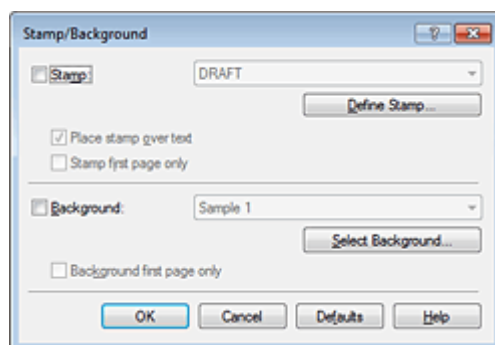 Stamp/Background
Stamp: DRAFT
Define Stamp...
Place stamp over text
Stamp first page only
Background: Sample 1
Select Background...
Background first page only
OK Cancel Defaults Help